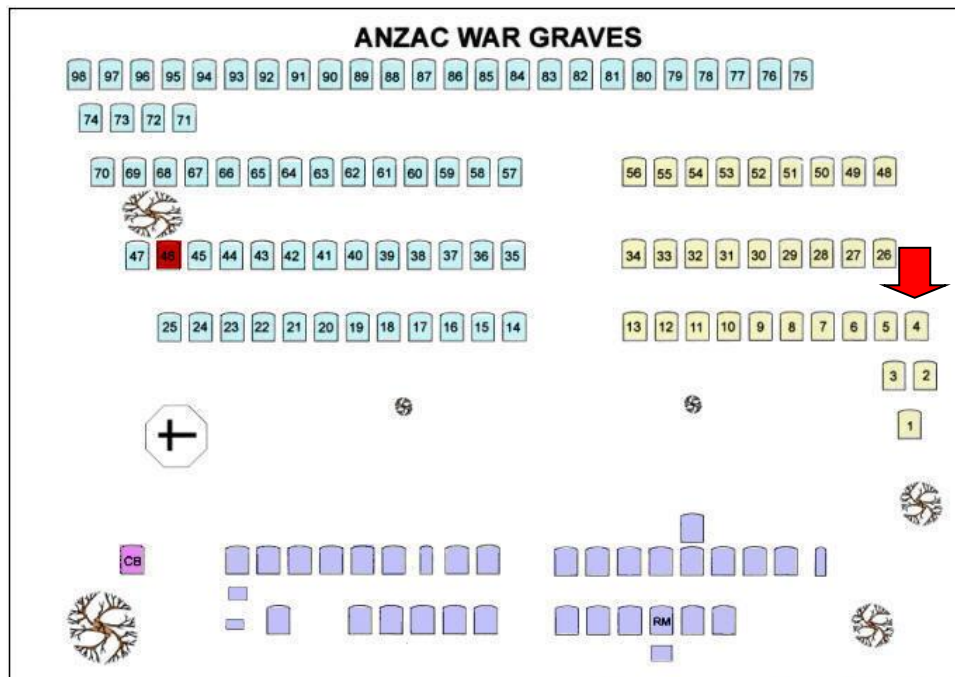 ANZAC WAR GRAVES
98 97 96 95 94 93 92 91 90 89 88 87 86 85 84 83 82 81 80 79 78 77 76 75
74 73 72 71
70 69 68 67 66 65 64 63 62 61 60 59 58 57 56 55 54 53 52 51 50 49 48
47 46 45 44 43 42 41 40 39 38 37 36 35 34 33 32 31 30 29 28 27 26
25 24 23 22 21 20 19 18 17 16 15 14 13 12 11 10 9 8 7 6 5 4
3 2
1
CB
RM